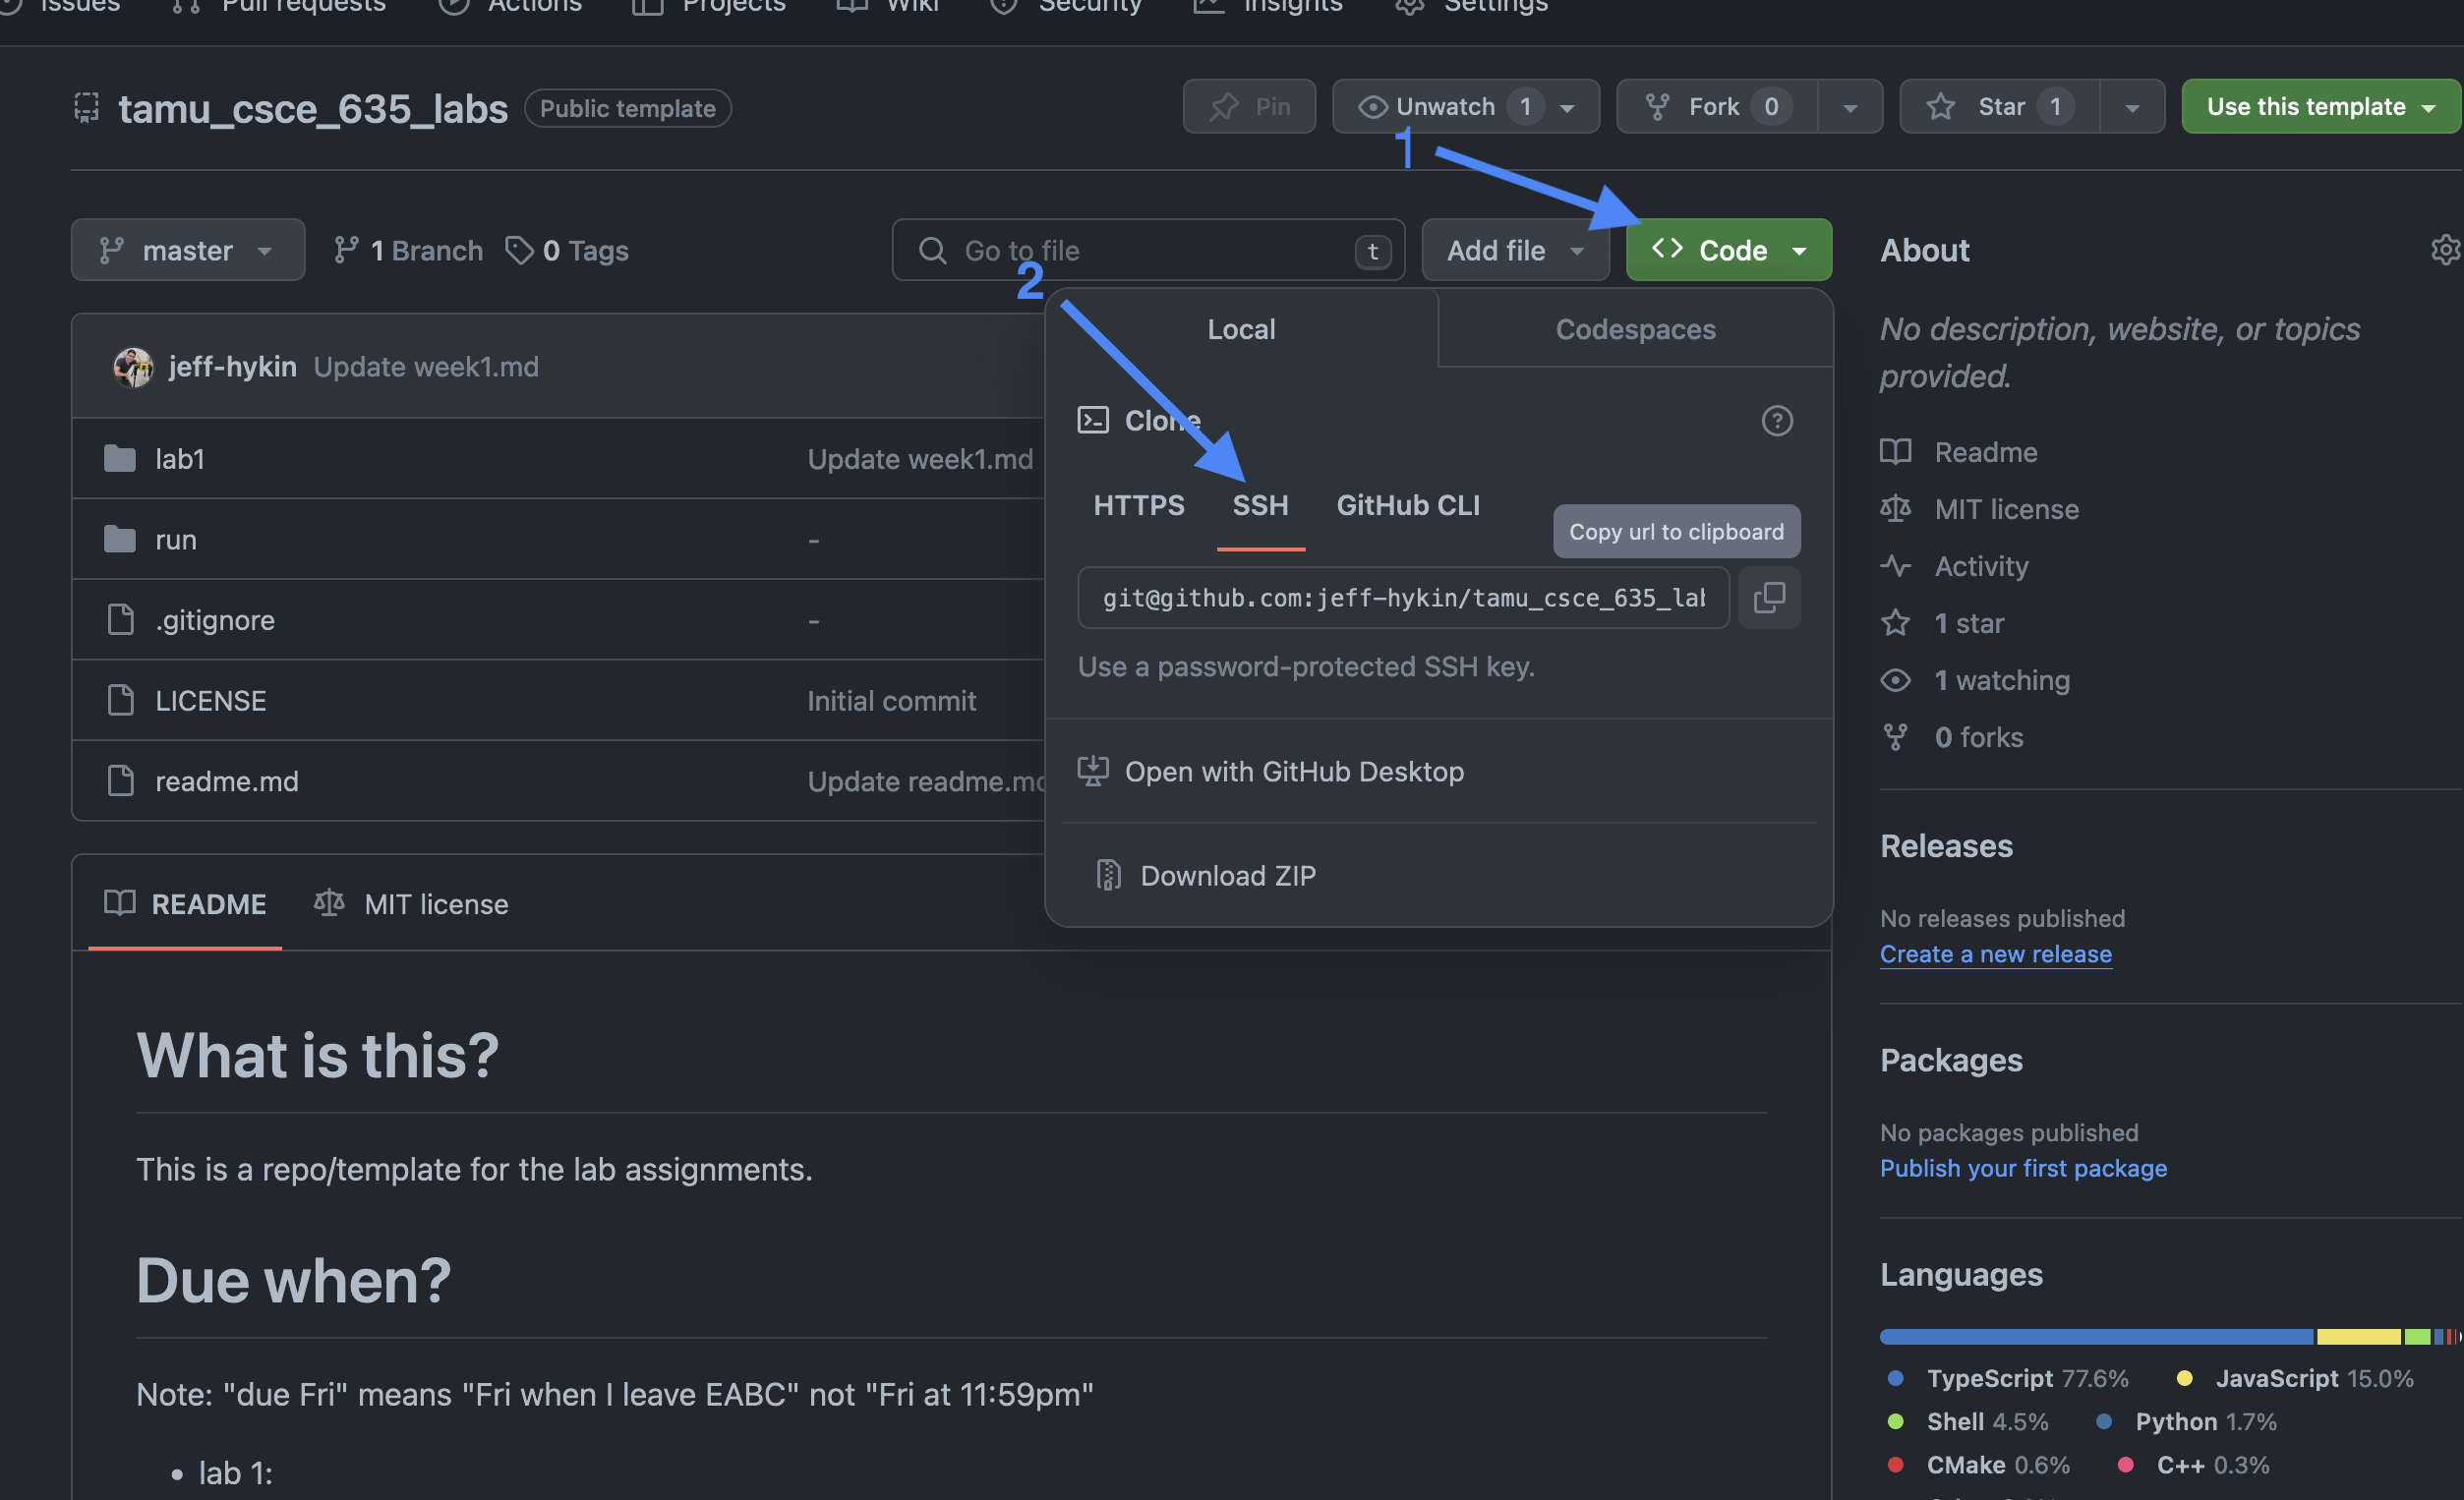 Issues Pull requests Actions Projects Wiki Security Insights Settings
tamu_csce_635_labs Public template Pin Unwatch 1 Fork 0 Star 1 Use this template
1
master 1 Branch 0 Tags Go to file t Add file Code
2
Local Codespaces
jeff-hykin Update week1.md
Clone
lab1 Update week1.md
HTTPS SSH GitHub CLI
Copy url to clipboard
run -
git@github.com:jeff-hykin/tamu_csce_635_lab
.gitignore -
Use a password-protected SSH key.
LICENSE Initial commit
Open with GitHub Desktop
readme.md Update readme.md
Download ZIP
README MIT license
What is this?
This is a repo/template for the lab assignments.
Due when?
Note: "due Fri" means "Fri when I leave EABC" not "Fri at 11:59pm"
• lab 1:
About
No description, website, or topics
provided.
Readme
MIT license
Activity
1 star
1 watching
0 forks
Releases
No releases published
Create a new release
Packages
No packages published
Publish your first package
Languages
TypeScript 77.6% JavaScript 15.0%
Shell 4.5% Python 1.7%
CMake 0.6% C++ 0.3%